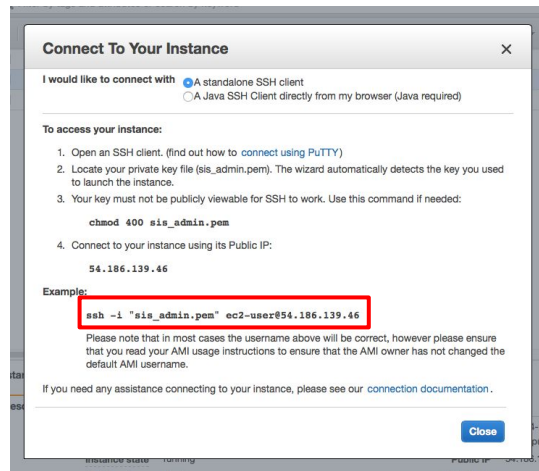 Connect To Your Instance
×
I would like to connect with
A standalone SSH client
A Java SSH Client directly from my browser (Java required)
To access your instance:
1. Open an SSH client. (find out how to connect using PuTTY)
2. Locate your private key file (sis_admin.pem). The wizard automatically detects the key you used
to launch the instance.
3. Your key must not be publicly viewable for SSH to work. Use this command if needed:
chmod 400 sis_admin.pem
4. Connect to your instance using its Public IP:
54.186.139.46
Example:
ssh -i "sis_admin.pem" ec2-user@54.186.139.46
Please note that in most cases the username above will be correct, however please ensure
that you read your AMI usage instructions to ensure that the AMI owner has not changed the
default AMI username.
If you need any assistance connecting to your instance, please see our connection documentation.
Close
Instance state running Public IP